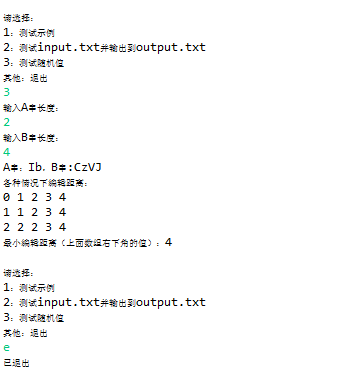 请选择:
1: 测试示例
2: 测试input.txt并输出到output.txt
3: 测试随机值
其他: 退出
3
输入A串长度:
2
输入B串长度:
4
A串: Ib，B串:CzVJ
各种情况下编辑距离:
0 1 2 3 4
1 1 2 3 4
2 2 2 3 4
最小编辑距离（上面数组右下角的值）: 4

请选择:
1: 测试示例
2: 测试input.txt并输出到output.txt
3: 测试随机值
其他: 退出
e
已退出